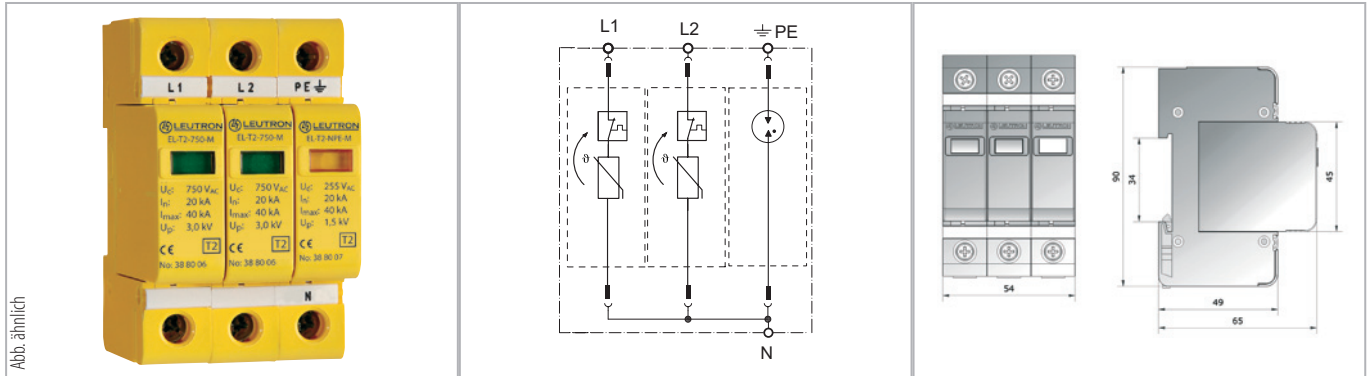 Abb. ähnlich
L1 L2 PE
LEUTRON LEUTRON LEUTRON
EL-T2-750-M EL-T2-750-M EL-T2-NPE-M
Uc: 750 VAC
In: 20 kA
Imax: 40 kA
Up: 3,0 kV
T2
CE
No: 38 80 06
Uc: 750 VAC
In: 20 kA
Imax: 40 kA
Up: 3,0 kV
CE T2
No: 38 80 06
Uc: 255 VAC
In: 20 kA
Imax: 40 kA
Up: 1,5 kV
T2
CE
No: 38 80 07
N
L1 L2 PE
ϑ ϑ
N
54
90
34
45
49
65